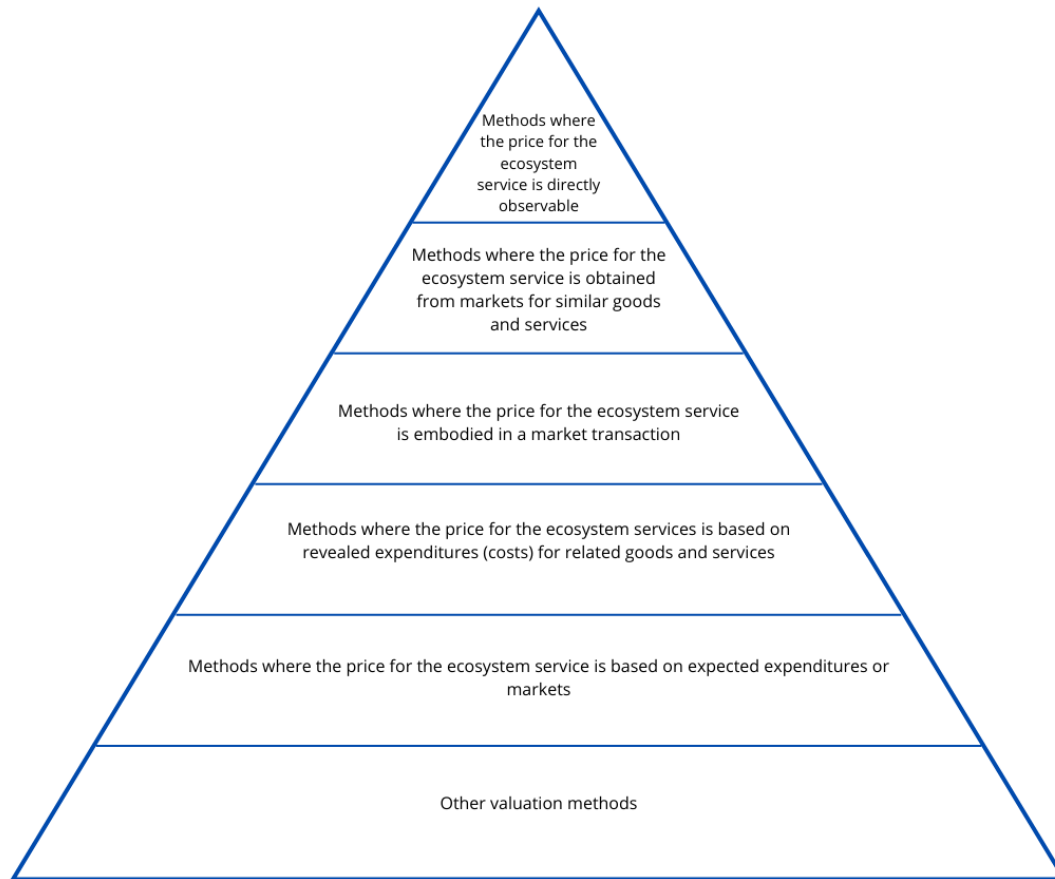 Methods where
the price for the
ecosystem
service is directly
observable
Methods where the price for the
ecosystem service is obtained
from markets for similar goods
and services
Methods where the price for the ecosystem service
is embodied in a market transaction
Methods where the price for the ecosystem services is based on
revealed expenditures (costs) for related goods and services
Methods where the price for the ecosystem service is based on expected expenditures or
markets
Other valuation methods